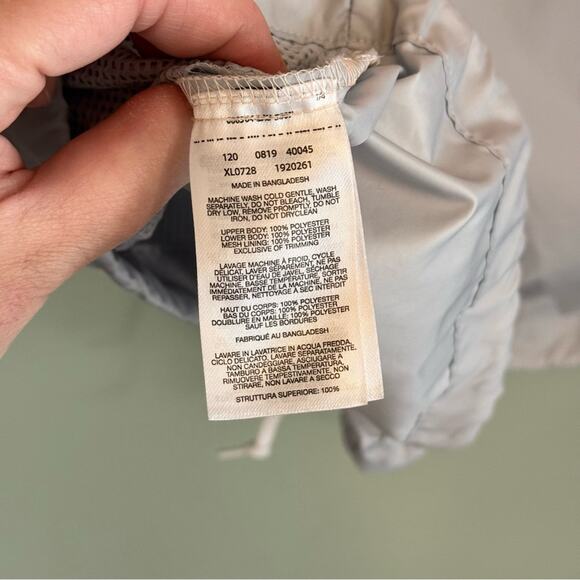 120 0819 40045
XL0728 1920261
MADE IN BANGLADESH
MACHINE WASH COLD GENTLE, WASH
SEPARATELY, DO NOT BLEACH, TUMBLE
DRY LOW, REMOVE PROMPTLY, DO NOT
IRON, DO NOT DRYCLEAN
UPPER BODY: 100% POLYESTER
LOWER BODY: 100% POLYESTER
MESH LINING: 100% POLYESTER
EXCLUSIVE OF TRIMMING
LAVAGE MACHINE À FROID, CYCLE
DÉLICAT, LAVER SÉPARÉMENT, NE PAS
UTILISER D'EAU DE JAVEL, SÉCHAGE
MACHINE, BASSE TEMPÉRATURE, SORTIR
IMMÉDIATEMENT DE LA MACHINE, NE PAS
REPASSER, NETTOYAGE À SEC INTERDIT
HAUT DU CORPS: 100% POLYESTER
BAS DU CORPS: 100% POLYESTER
DOUBLURE EN MAILLE: 100% POLYESTER
SAUF LES BORDURES
FABRIQUÉ AU BANGLADESH
LAVARE IN LAVATRICE IN ACQUA FREDDA,
CICLO DELICATO, LAVARE SEPARATAMENTE,
NON CANDEGGIARE, ASCIUGARE A
TAMBURO A BASSA TEMPERATURA,
RIMUOVERE TEMPESTIVAMENTE, NON
STIRARE, NON LAVARE A SECCO
STRUTTURA SUPERIORE: 100%